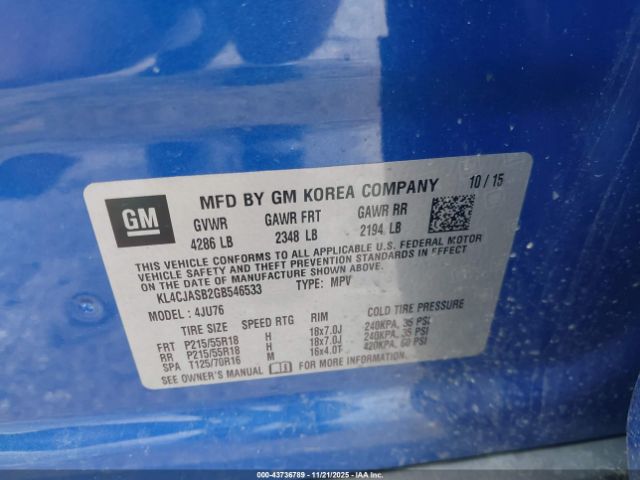 GM
MFD BY GM KOREA COMPANY 10 / 15
GVWR GAWR FRT GAWR RR
4286 LB 2348 LB 2194 LB
THIS VEHICLE CONFORMS TO ALL APPLICABLE U.S. FEDERAL MOTOR
VEHICLE SAFETY AND THEFT PREVENTION STANDARDS IN EFFECT
ON THE DATE OF MANUFACTURE SHOWN ABOVE.
KL4CJASB2GB546533 TYPE: MPV
MODEL: 4JU76
TIRE SIZE SPEED RTG RIM COLD TIRE PRESSURE
FRT P215/55R18 H 18x7.0J 240KPA, 35 PSI
RR P215/55R18 H 18x7.0J 240KPA, 35 PSI
SPA T125/70R16 M 16x4.0T 420KPA, 60 PSI
SEE OWNER'S MANUAL FOR MORE INFORMATION.
000-43736789 - 11/21/2025 - IAA Inc.